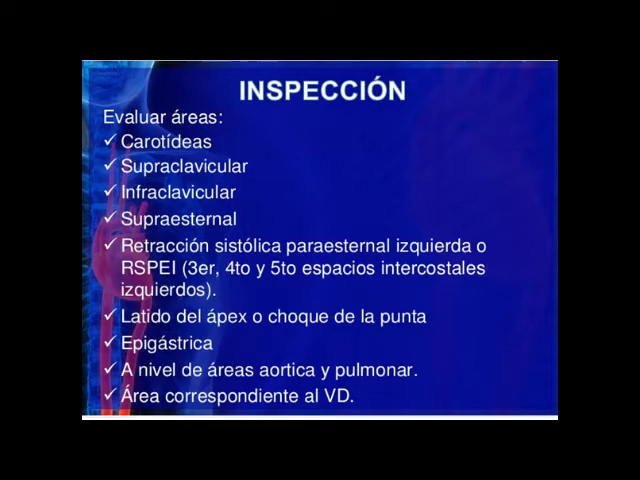 INSPECCIÓN
Evaluar áreas:
✓ Carotídeas
✓ Supraclavicular
✓ Infraclavicular
✓ Supraesternal
✓ Retracción sistólica paraesternal izquierda o
RSPEI (3er, 4to y 5to espacios intercostales
izquierdos).
✓ Latido del ápex o choque de la punta
✓ Epigástrica
✓ A nivel de áreas aortica y pulmonar.
✓ Área correspondiente al VD.